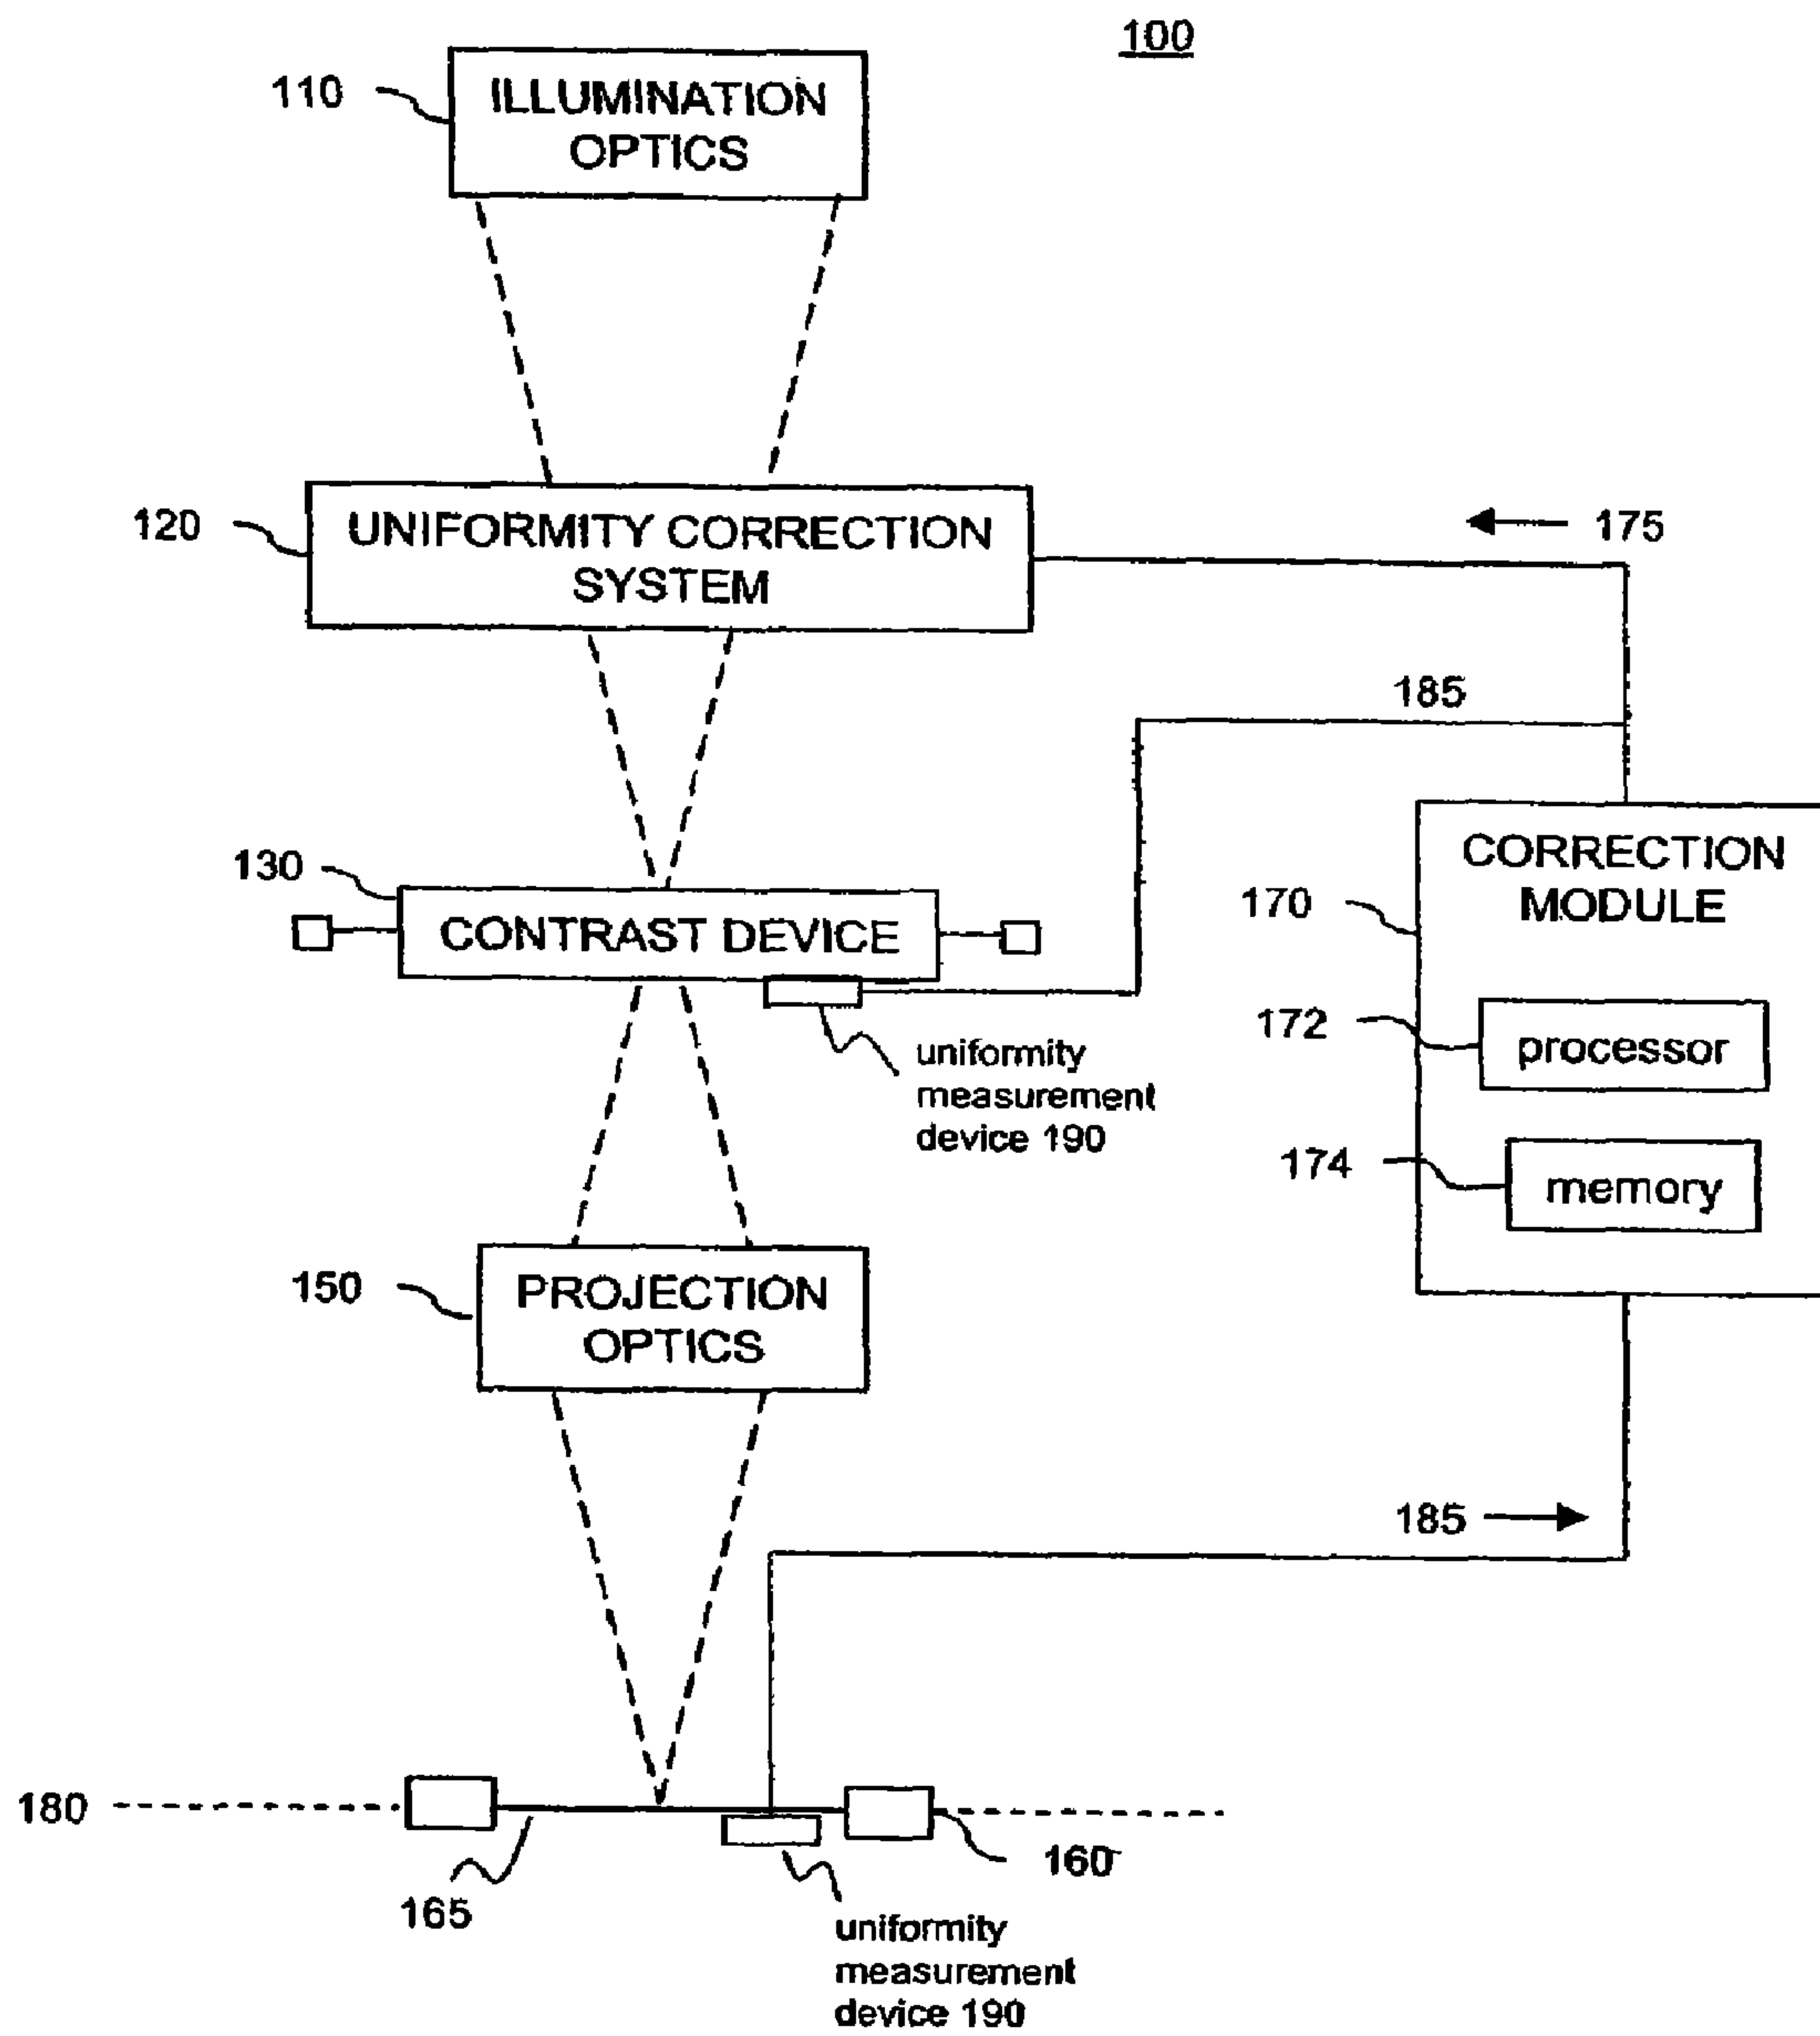 100
110
ILLUMINATION
OPTICS
120
UNIFORMITY CORRECTION
SYSTEM
175
185
130
CONTRAST DEVICE
CORRECTION
MODULE
170
172
processor
uniformity
measurement
device 190
174
memory
150
PROJECTION
OPTICS
185
180
160
165
uniformity
measurement
device 190